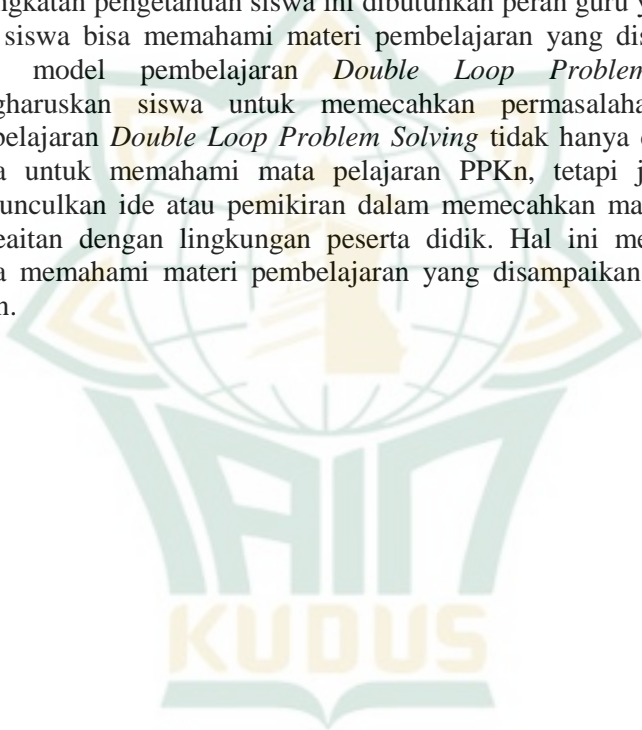 ngkatan pengetahuan siswa ini dibutuhkan peran guru y
siswa bisa memahami materi pembelajaran yang dis
model pembelajaran Double Loop Problem
gharuskan siswa untuk memecahkan permasalaha
belajaran Double Loop Problem Solving tidak hanya
a untuk memahami mata pelajaran PPKn, tetapi j
unculkan ide atau pemikiran dalam memecahkan ma
eaitan dengan lingkungan peserta didik. Hal ini me
a memahami materi pembelajaran yang disampaikan
n.
IAIN
KUDUS